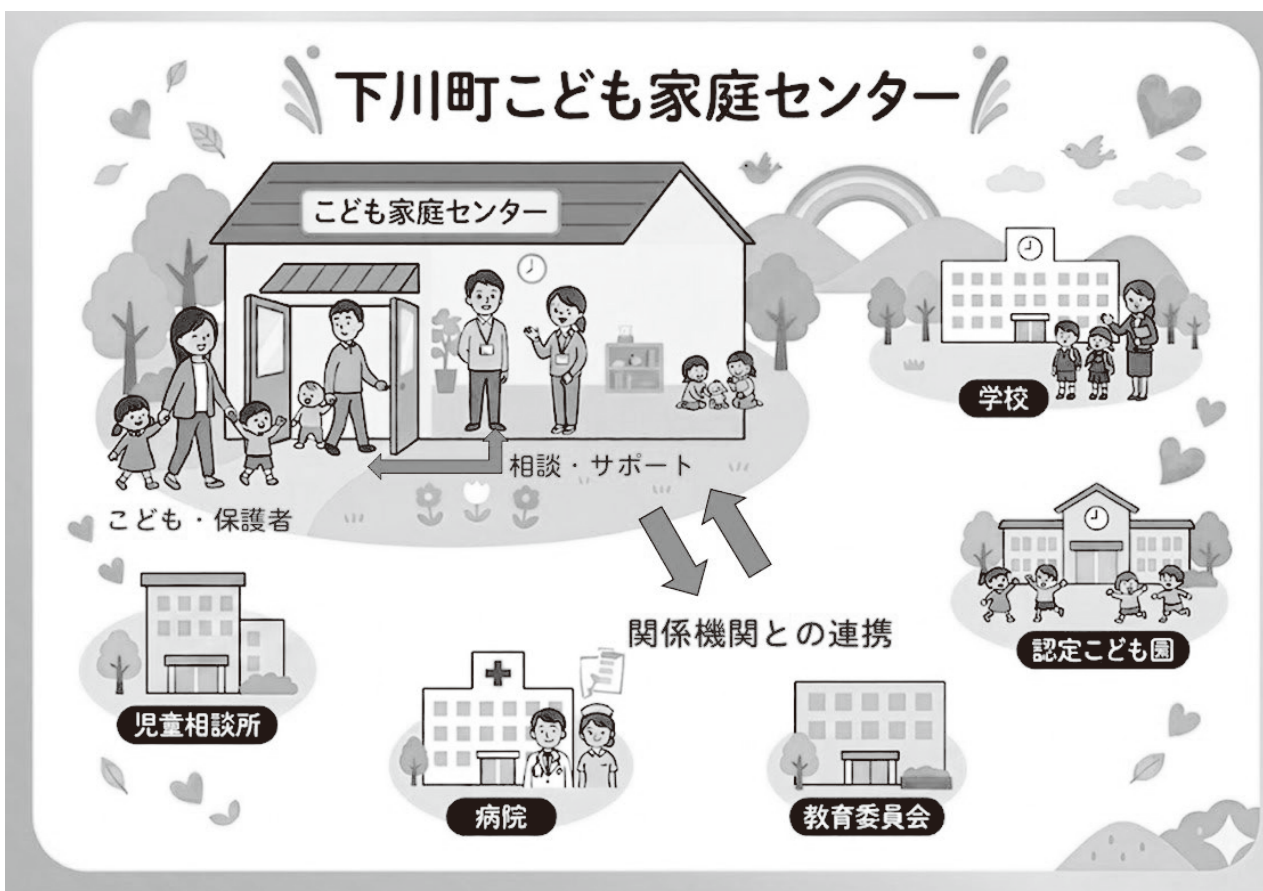 下川町こども家庭センター
こども家庭センター
相談・サポート
こども・保護者
学校
関係機関との連携
認定こども園
児童相談所
病院
教育委員会